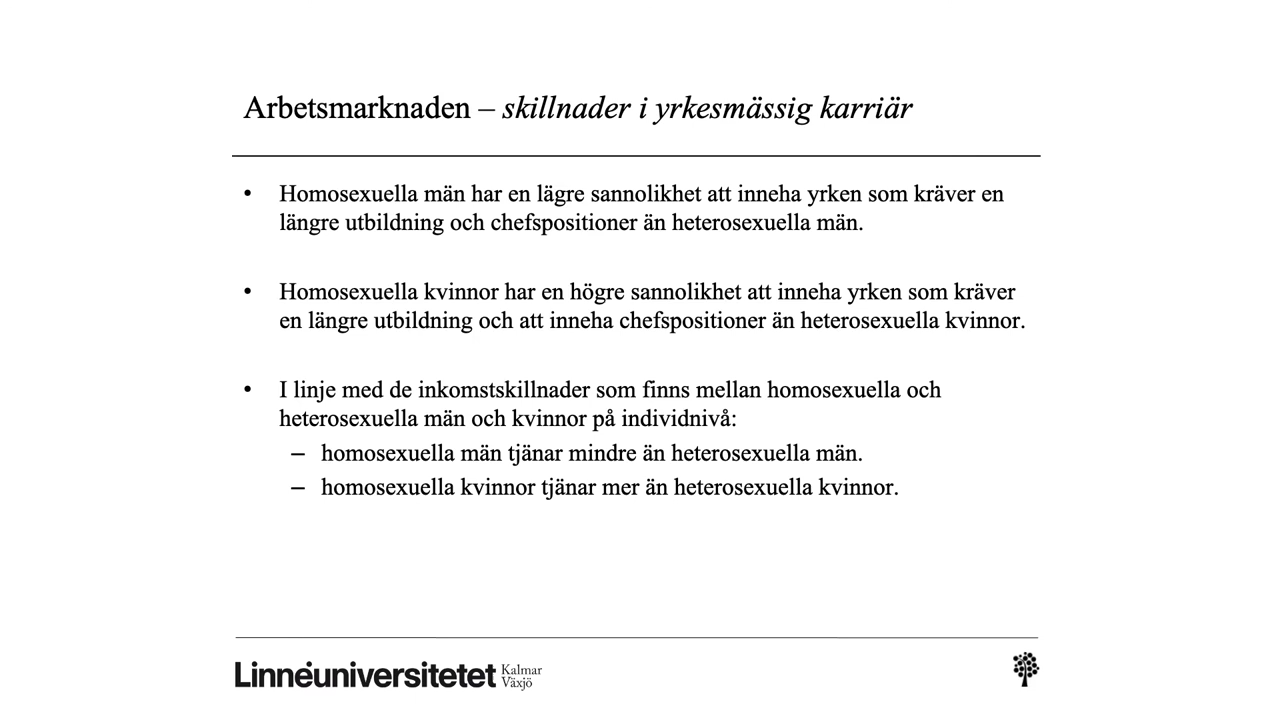 Arbetsmarknaden – skillnader i yrkesmässig karriär
• Homosexuella män har en lägre sannolikhet att inneha yrken som kräver en
längre utbildning och chefspositioner än heterosexuella män.
• Homosexuella kvinnor har en högre sannolikhet att inneha yrken som kräver
en längre utbildning och att inneha chefspositioner än heterosexuella kvinnor.
• I linje med de inkomstskillnader som finns mellan homosexuella och
heterosexuella män och kvinnor på individnivå:
– homosexuella män tjänar mindre än heterosexuella män.
– homosexuella kvinnor tjänar mer än heterosexuella kvinnor.
Linnéuniversitetet Kalmar
Växjö